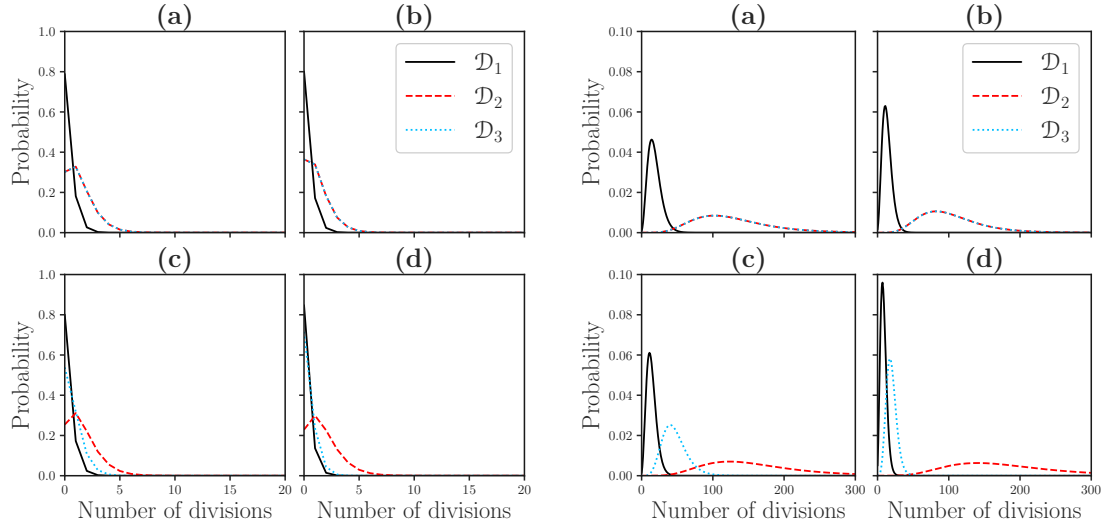 (a) (b) (a) (b)
1.0 0.10
0.8 0.08
0.6 0.06
0.4 0.04
0.2 0.02
0.0 0.00
Probability Probability
𝒟1 𝒟1
𝒟2 𝒟2
𝒟3 𝒟3
(c) (d) (c) (d)
1.0 0.10
0.8 0.08
0.6 0.06
0.4 0.04
0.2 0.02
0.0 0.00
Probability Probability
0 5 10 15 20 0 5 10 15 20 0 100 200 300 0 100 200 300
Number of divisions Number of divisions Number of divisions Number of divisions